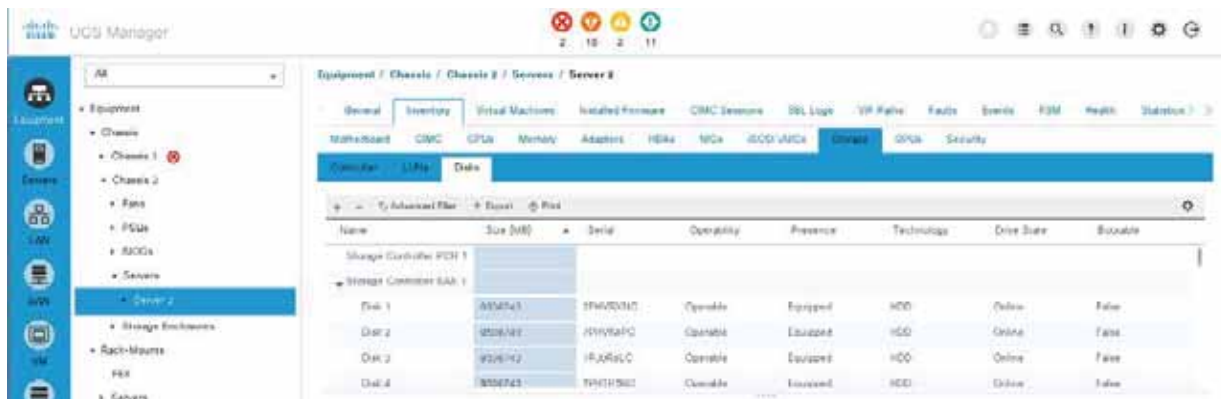 UCS Manager
2 10 2 11
All
Equipment / Chassis / Chassis 2 / Servers / Server 2
Equipment
General Inventory Virtual Machines Installed Firmware CIMC Sessions SEL Logs VIF Paths Faults Events FSM Health Statistics
Chassis
Motherboard CIMC CPUs Memory Adapters HBAs NICs iSCSI vNICs Storage GPUs Security
Chassis 1
Controller LUNs Disks
Chassis 2
Fans
Advanced Filter Export Print
PSUs
Name Size (MB) Serial Operability Presence Technology Drive State Bootable
Storage Controller PCH 1
Servers
Storage Controller SAS 1
Server 2
Disk 1 Operable Equipped HDD Online False
Storage Enclosures
Disk 2 Operable Equipped HDD Online False
Rack-Mounts
Disk 3 Operable Equipped HDD Online False
FEX
Disk 4 Operable Equipped HDD Online False
Servers
Equipment
Servers
LAN
SAN
VM